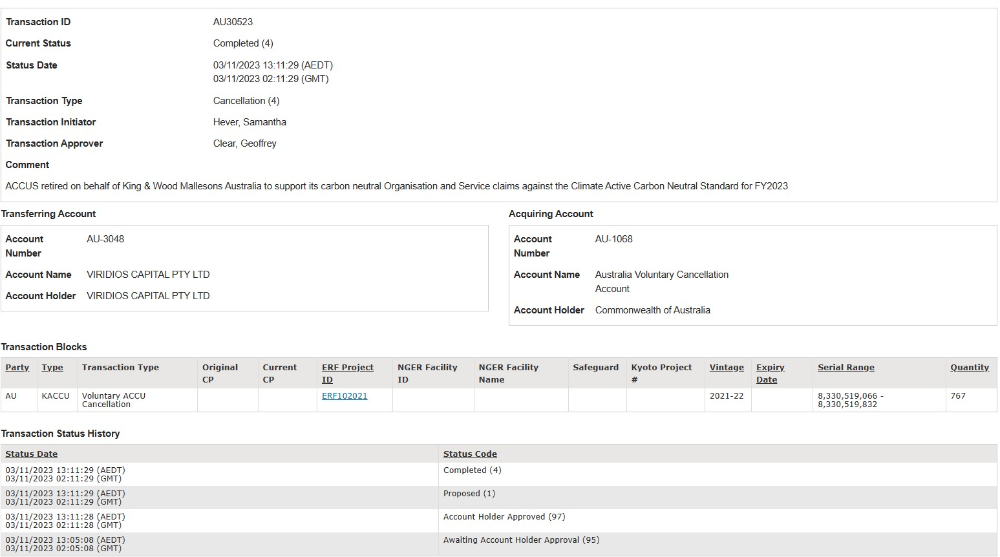 Transaction ID AU30523
Current Status Completed (4)
Status Date 03/11/2023 13:11:29 (AEDT)
03/11/2023 02:11:29 (GMT)
Transaction Type Cancellation (4)
Transaction Initiator Hever, Samantha
Transaction Approver Clear, Geoffrey
Comment
ACCUS retired on behalf of King & Wood Mallesons Australia to support its carbon neutral Organisation and Service claims against the Climate Active Carbon Neutral Standard for FY2023
Transferring Account
Account Number AU-3048
Account Name VIRIDIOS CAPITAL PTY LTD
Account Holder VIRIDIOS CAPITAL PTY LTD
Acquiring Account
Account Number AU-1068
Account Name Australia Voluntary Cancellation
Account
Account Holder Commonwealth of Australia
Transaction Blocks
Party Type Transaction Type Original CP Current CP ERF Project ID NGER Facility ID NGER Facility Name Safeguard Kyoto Project # Vintage Expiry Date Serial Range Quantity
AU KACCU Voluntary ACCU Cancellation ERF102021 2021-22 8,330,519,066 - 8,330,519,832 767
Transaction Status History
Status Date Status Code
03/11/2023 13:11:29 (AEDT) Completed (4)
03/11/2023 02:11:29 (GMT)
03/11/2023 13:11:29 (AEDT) Proposed (1)
03/11/2023 02:11:29 (GMT)
03/11/2023 13:11:28 (AEDT) Account Holder Approved (97)
03/11/2023 02:11:28 (GMT)
03/11/2023 13:05:08 (AEDT) Awaiting Account Holder Approval (95)
03/11/2023 02:05:08 (GMT)